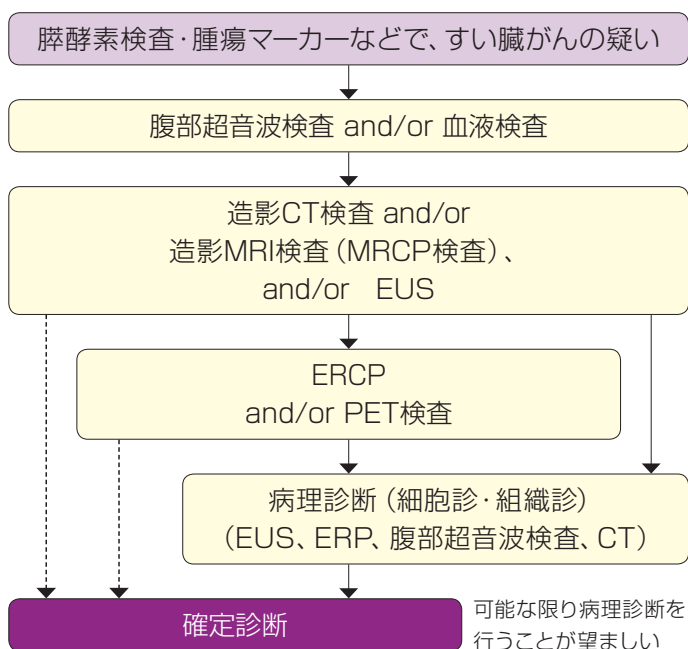 膵酵素検査・腫瘍マーカーなどで、すい臓がんの疑い
腹部超音波検査 and/or 血液検査
造影CT検査 and/or
造影MRI検査（MRCP検査）、
and/or　EUS
ERCP
and/or PET検査
病理診断（細胞診・組織診）
（EUS、ERP、腹部超音波検査、CT）
確定診断
可能な限り病理診断を
行うことが望ましい